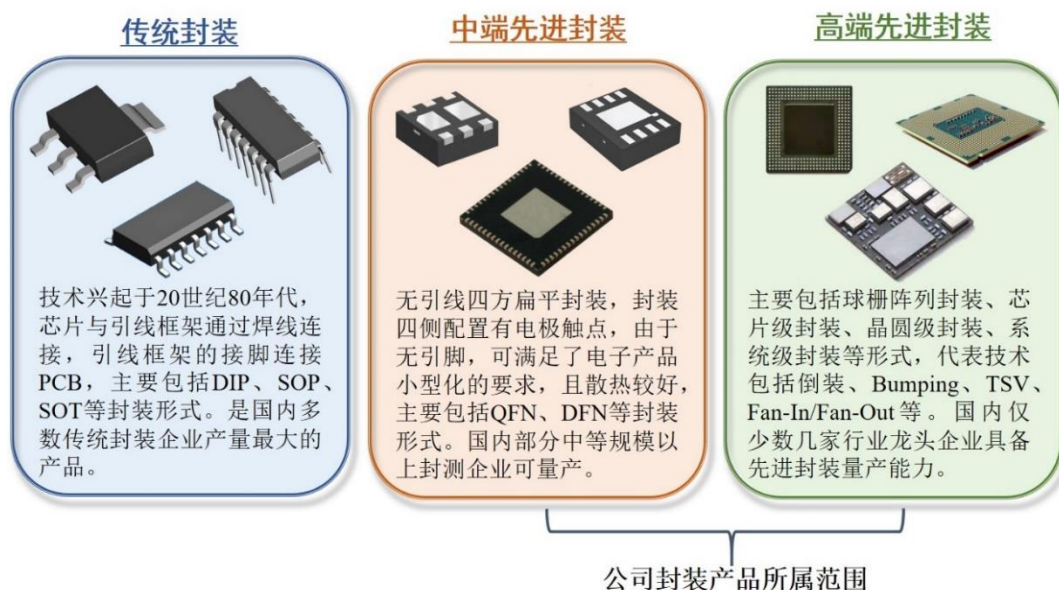 传统封装
中端先进封装
高端先进封装
技术兴起于20世纪80年代，
芯片与引线框架通过焊线连
接，引线框架的接脚连接
PCB，主要包括DIP、SOP、
SOT等封装形式。是国内多
数传统封装企业产量最大的
产品。
无引线四方扁平封装，封装
四侧配置有电极触点，由于
无引脚，可满足了电子产品
小型化的要求，且散热较好，
主要包括QFN、DFN等封装
形式。国内部分中等规模以
上封测企业可量产。
主要包括球栅阵列封装、芯
片级封装、晶圆级封装、系
统级封装等形式，代表技术
包括倒装、Bumping、TSV、
Fan-In/Fan-Out等。国内仅
少数几家行业龙头企业具备
先进封装量产能力。
公司封装产品所属范围